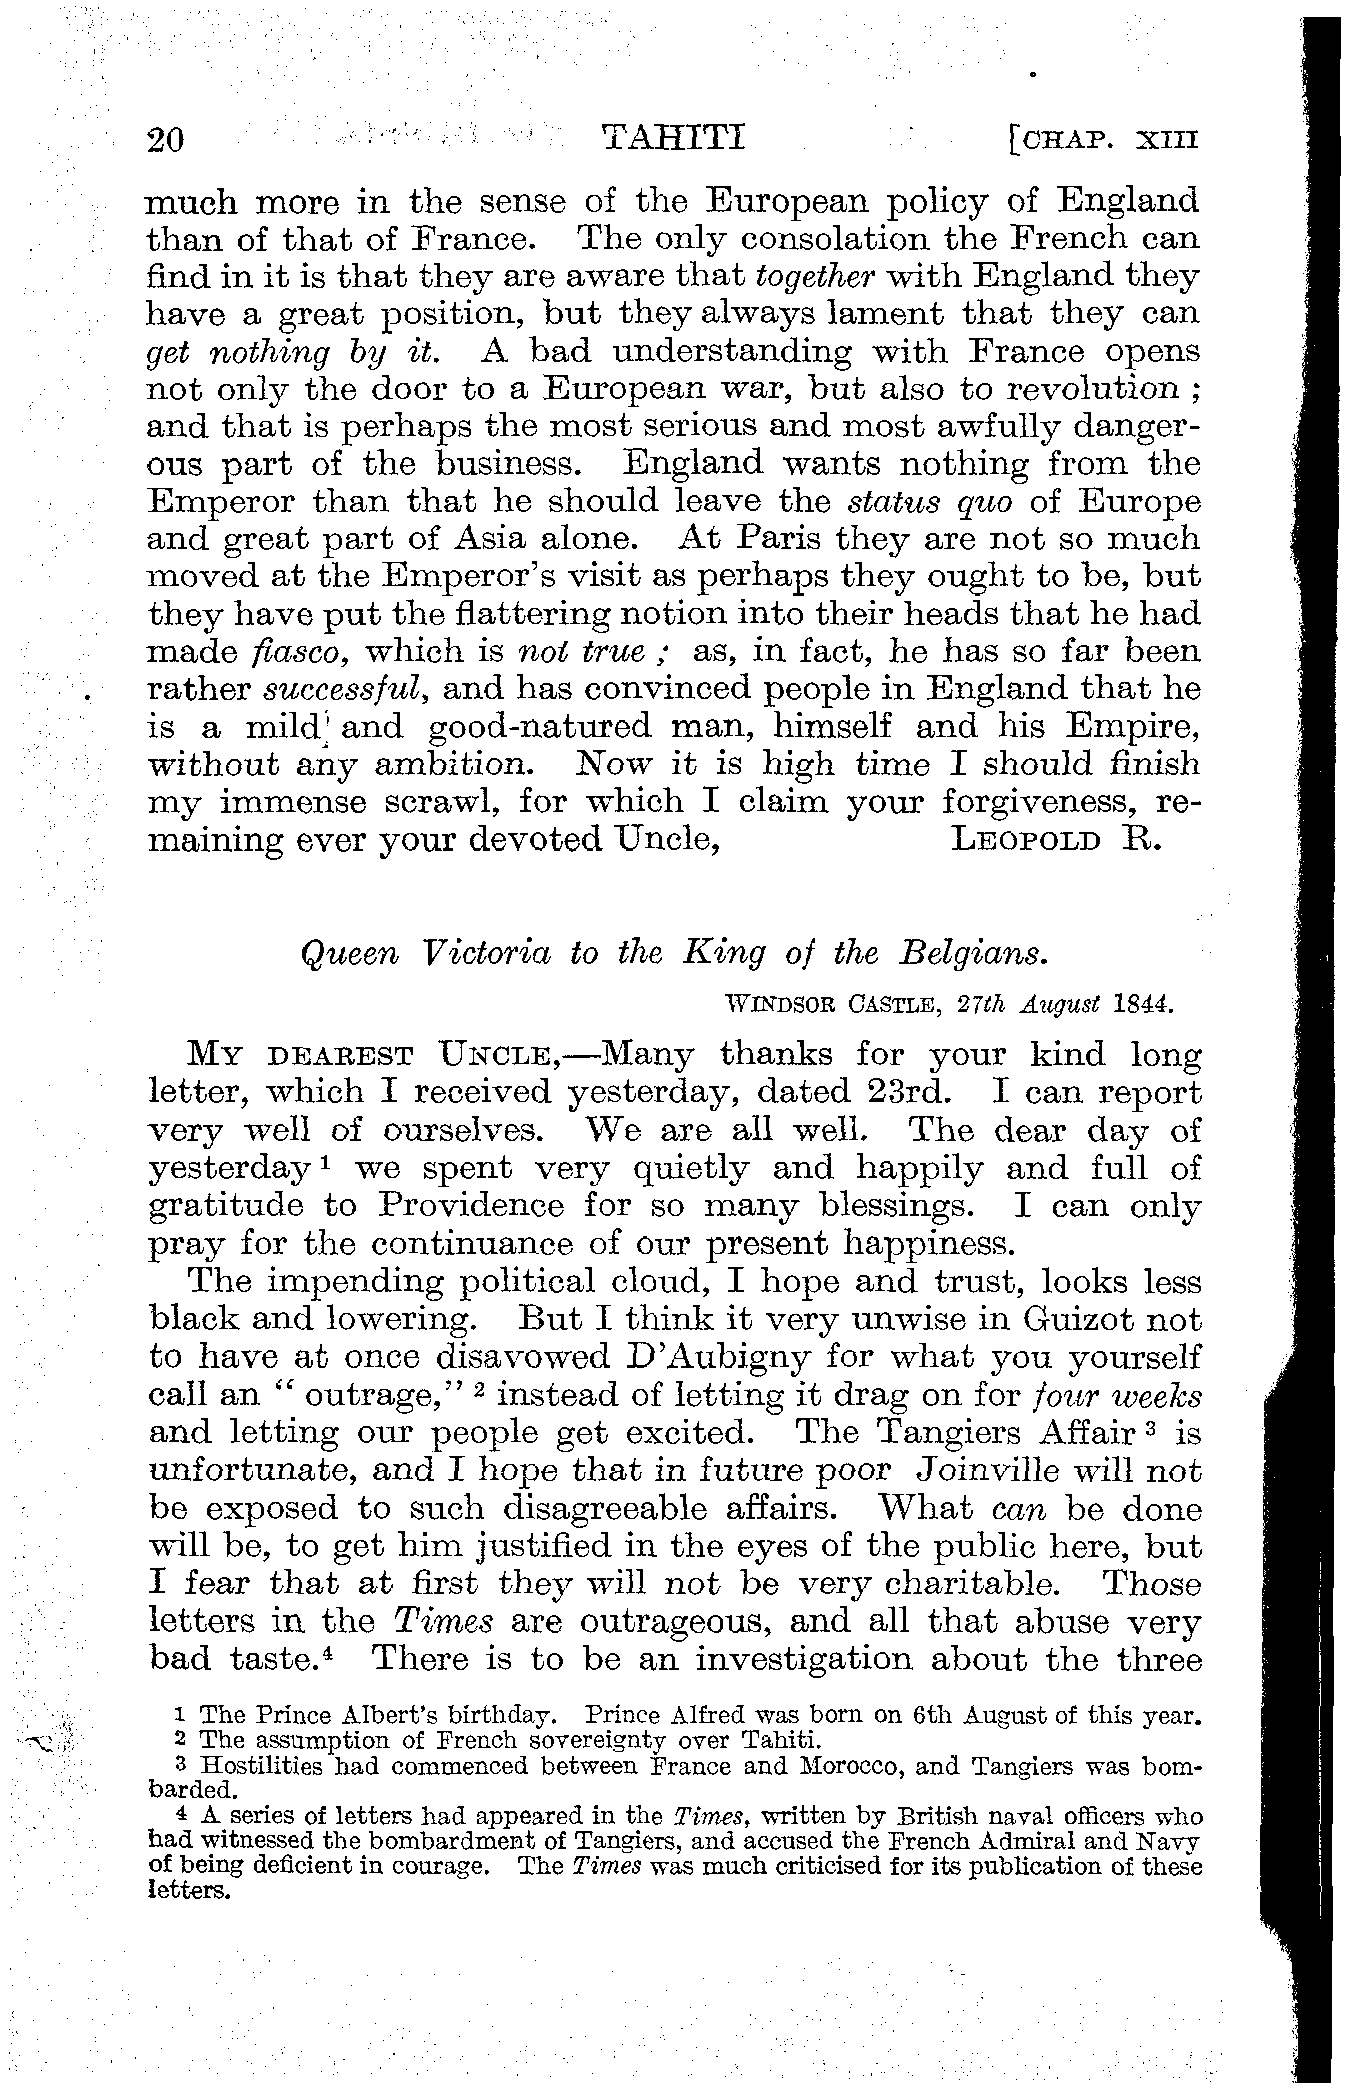 20 TAHITI [CHAP. XIII
much more in the sense of the European policy of England
than of that of France. The only consolation the French can
find in it is that they are aware that together with England they
have a great position, but they always lament that they can
get nothing by it. A bad understanding with France opens
not only the door to a European war, but also to revolution ;
and that is perhaps the most serious and most awfully danger-
ous part of the business. England wants nothing from the
Emperor than that he should leave the status quo of Europe
and great part of Asia alone. At Paris they are not so much
moved at the Emperor's visit as perhaps they ought to be, but
they have put the flattering notion into their heads that he had
made fiasco, which is not true ; as, in fact, he has so far been
rather successful, and has convinced people in England that he
is a mild and good-natured man, himself and his Empire,
without any ambition. Now it is high time I should finish
my immense scrawl, for which I claim your forgiveness, re-
maining ever your devoted Uncle, LEOPOLD R.
Queen Victoria to the King of the Belgians.
WINDSOR CASTLE, 27th August 1844.
MY DEAREST UNCLE,—Many thanks for your kind long
letter, which I received yesterday, dated 23rd. I can report
very well of ourselves. We are all well. The dear day of
yesterday 1 we spent very quietly and happily and full of
gratitude to Providence for so many blessings. I can only
pray for the continuance of our present happiness.
The impending political cloud, I hope and trust, looks less
black and lowering. But I think it very unwise in Guizot not
to have at once disavowed D'Aubigny for what you yourself
call an " outrage," 2 instead of letting it drag on for four weeks
and letting our people get excited. The Tangiers Affair 3 is
unfortunate, and I hope that in future poor Joinville will not
be exposed to such disagreeable affairs. What can be done
will be, to get him justified in the eyes of the public here, but
I fear that at first they will not be very charitable. Those
letters in the Times are outrageous, and all that abuse very
bad taste.4 There is to be an investigation about the three
1 The Prince Albert's birthday. Prince Alfred was born on 6th August of this year.
2 The assumption of French sovereignty over Tahiti.
3 Hostilities had commenced between France and Morocco, and Tangiers was bom-
barded.
4 A series of letters had appeared in the Times, written by British naval officers who
had witnessed the bombardment of Tangiers, and accused the French Admiral and Navy
of being deficient in courage. The Times was much criticised for its publication of these
letters.